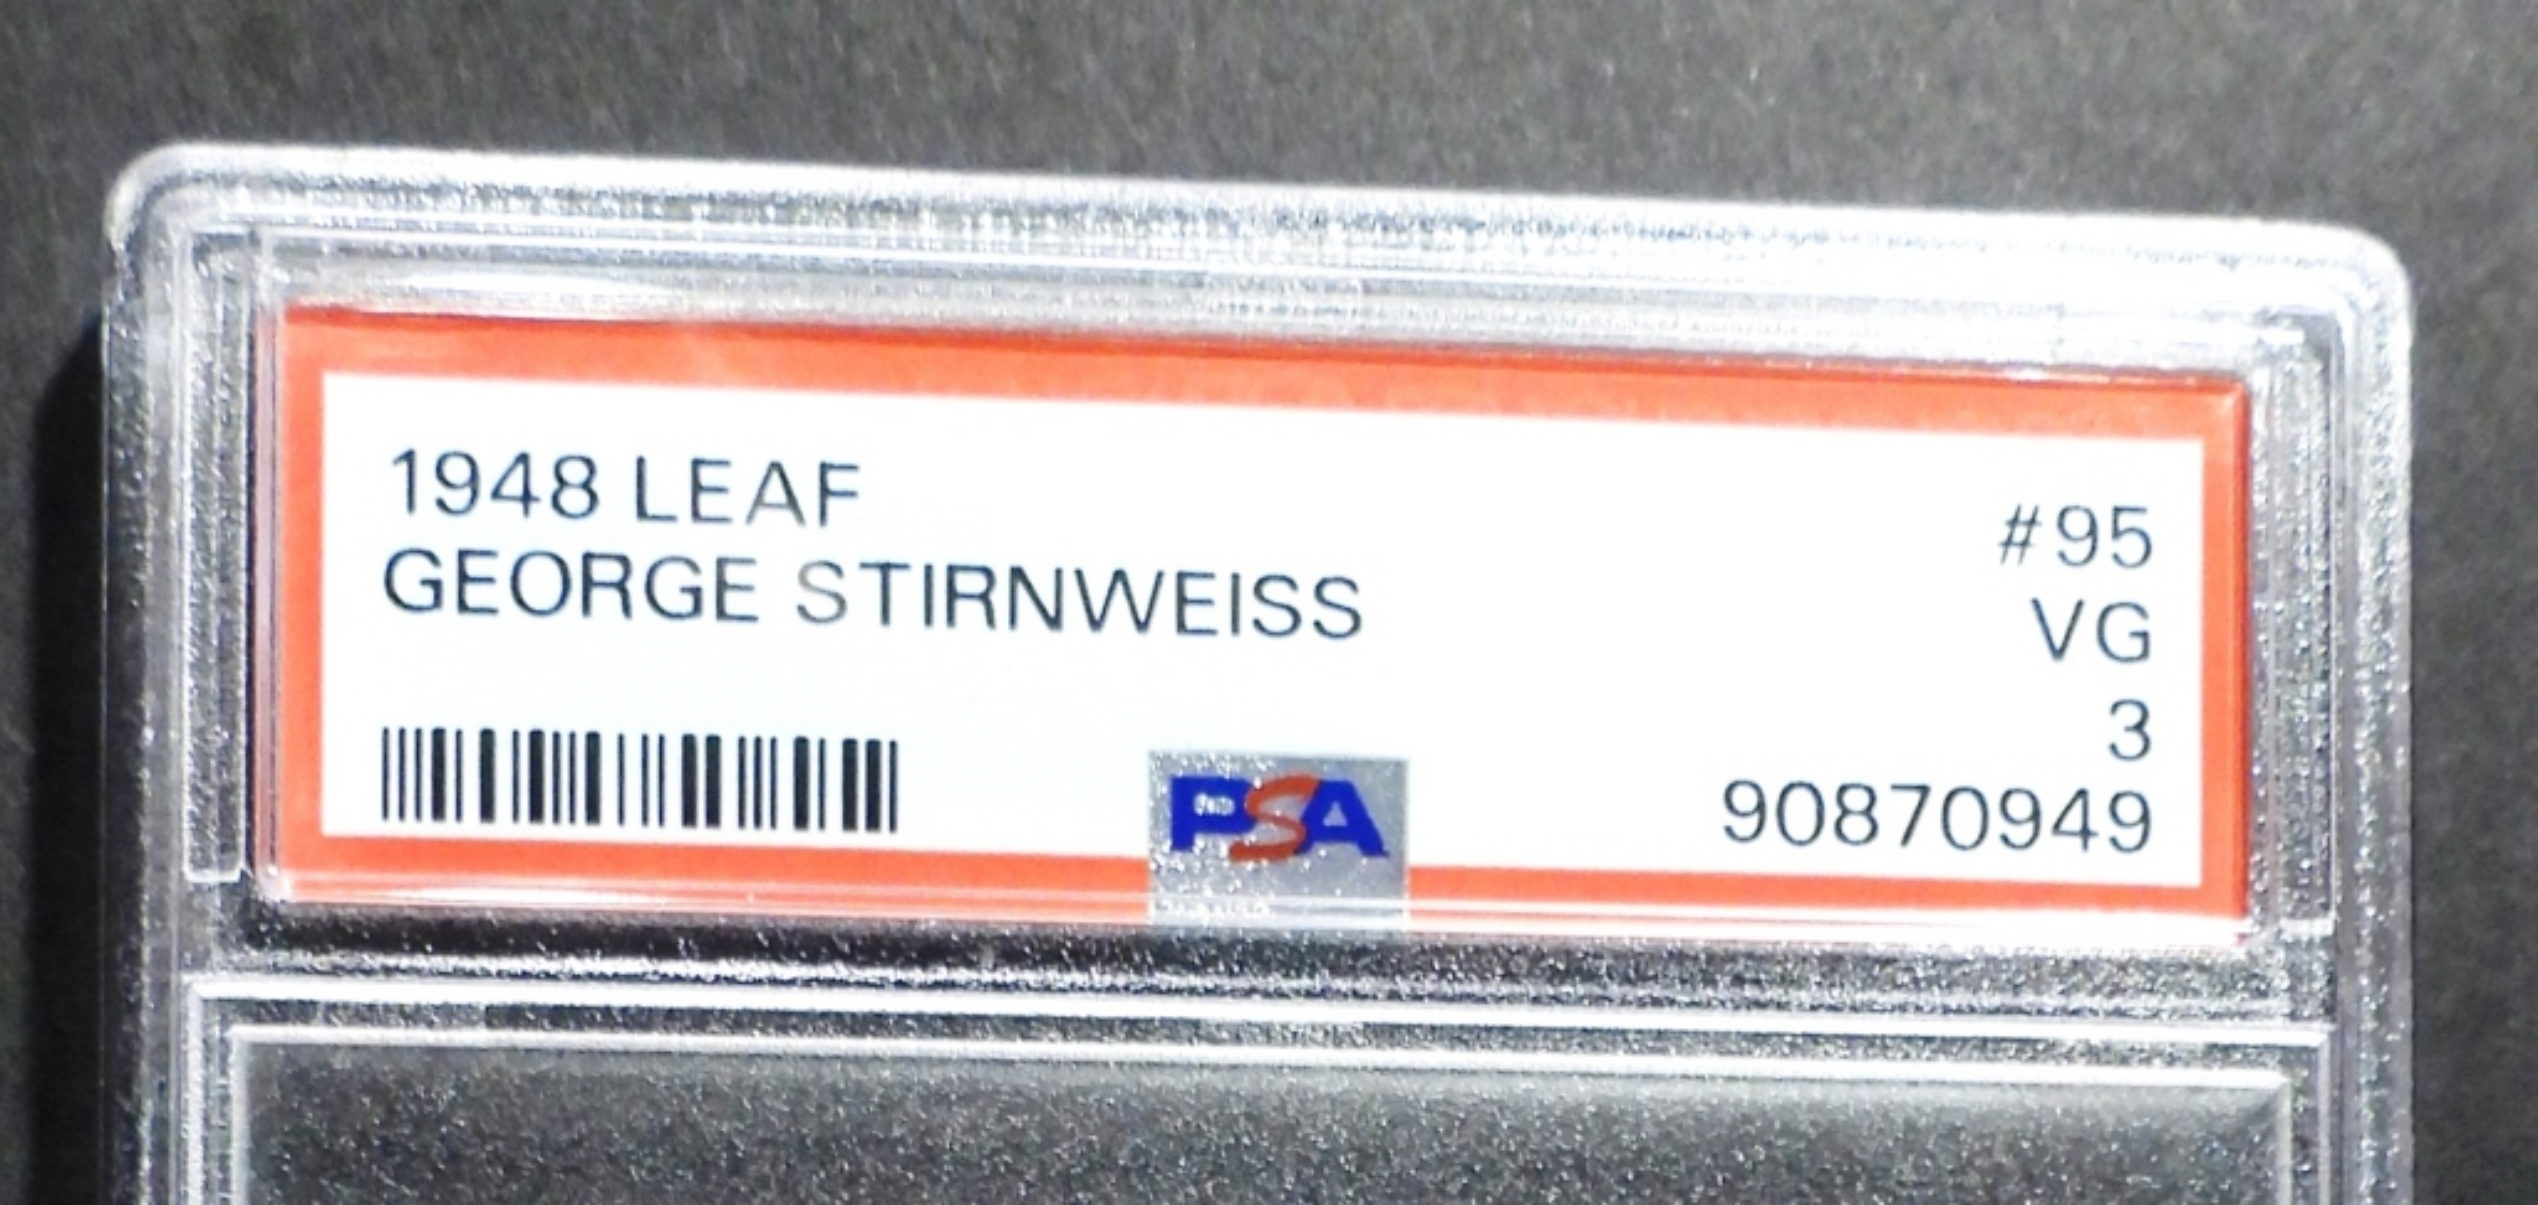 1948 LEAF #95
GEORGE STIRNWEISS VG
3
PSA 90870949